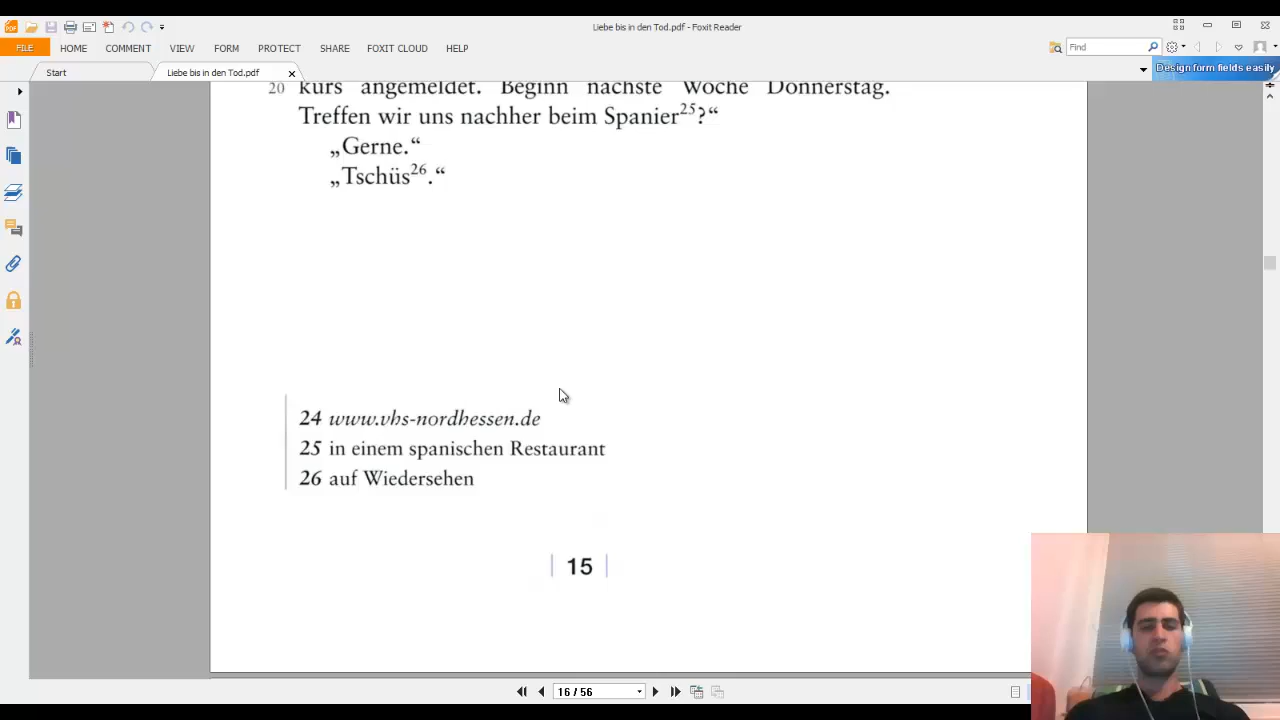 Liebe bis in den Tod.pdf - Foxit Reader
FILE HOME COMMENT VIEW FORM PROTECT SHARE FOXIT CLOUD HELP Find
Start Liebe bis in den Tod.pdf Design form fields easily
20 kurs angemeldet. Beginn nächste Woche Donnerstag.
Treffen wir uns nachher beim Spanier25?“
„Gerne.“
„Tschüs26.“
24 www.vhs-nordhessen.de
25 in einem spanischen Restaurant
26 auf Wiedersehen
15
16 / 56